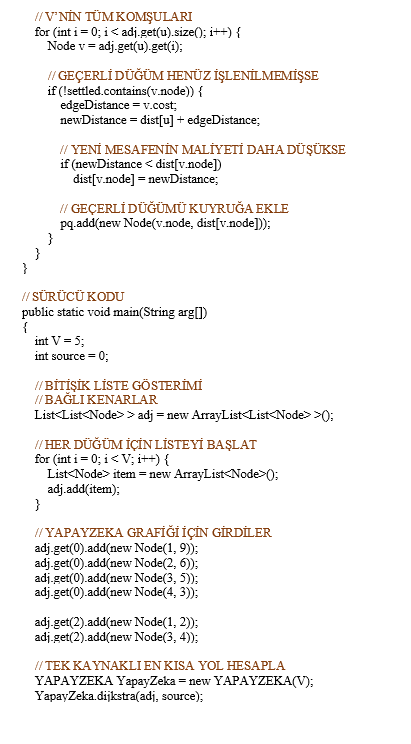 // V’NİN TÜM KOMŞULARI
for (int i = 0; i < adj.get(u).size(); i++) {
Node v = adj.get(u).get(i);
// GEÇERLİ DÜĞÜM HENÜZ İŞLENİLMEMİŞSE
if (!settled.contains(v.node)) {
edgeDistance = v.cost;
newDistance = dist[u] + edgeDistance;
// YENİ MESAFENİN MALİYETİ DAHA DÜŞÜKSE
if (newDistance < dist[v.node])
dist[v.node] = newDistance;
// GEÇERLİ DÜĞÜMÜ KUYRUĞA EKLE
pq.add(new Node(v.node, dist[v.node]));
}
}
}
// SÜRÜCÜ KODU
public static void main(String arg[])
{
int V = 5;
int source = 0;
// BİTİŞİK LİSTE GÖSTERİMİ
// BAĞLI KENARLAR
List<List<Node> > adj = new ArrayList<List<Node> >();
// HER DÜĞÜM İÇİN LİSTEYİ BAŞLAT
for (int i = 0; i < V; i++) {
List<Node> item = new ArrayList<Node>();
adj.add(item);
}
// YAPAYZEKA GRAFİĞİ İÇİN GİRDİLER
adj.get(0).add(new Node(1, 9));
adj.get(0).add(new Node(2, 6));
adj.get(0).add(new Node(3, 5));
adj.get(0).add(new Node(4, 3));
adj.get(2).add(new Node(1, 2));
adj.get(2).add(new Node(3, 4));
// TEK KAYNAKLI EN KISA YOL HESAPLA
YAPAYZEKA YapayZeka = new YAPAYZEKA(V);
YapayZeka.dijkstra(adj, source);